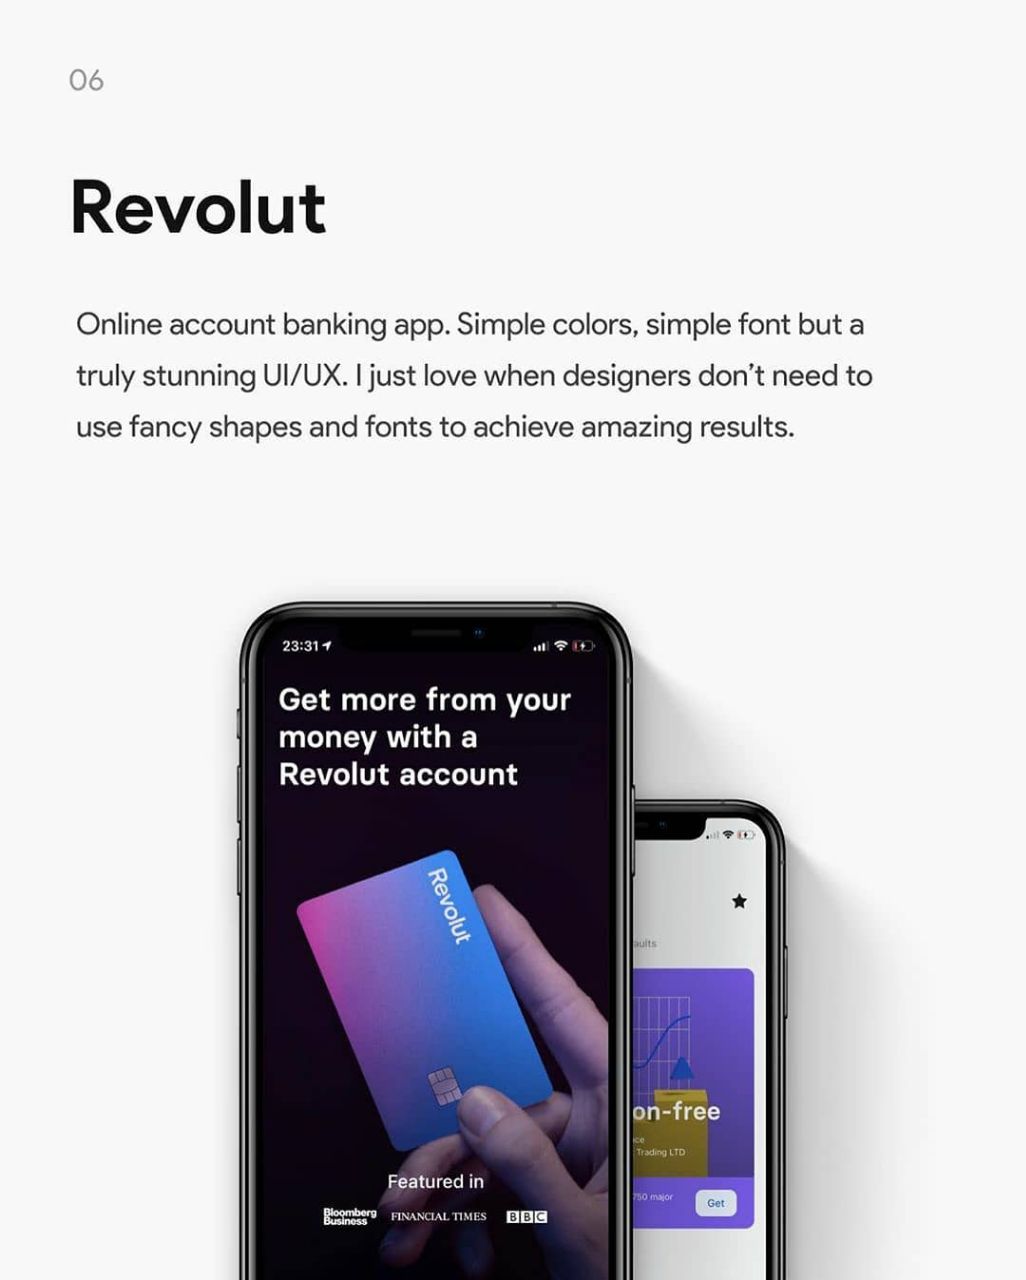 06
Revolut
Online account banking app. Simple colors, simple font but a
truly stunning UI/UX. I just love when designers don’t need to
use fancy shapes and fonts to achieve amazing results.
23:31
Get more from your
money with a
Revolut account
Revolut
Featured in
Bloomberg
Business
FINANCIAL TIMES
BBC
aults
on-free
ce
Trading LTD
750 major
Get